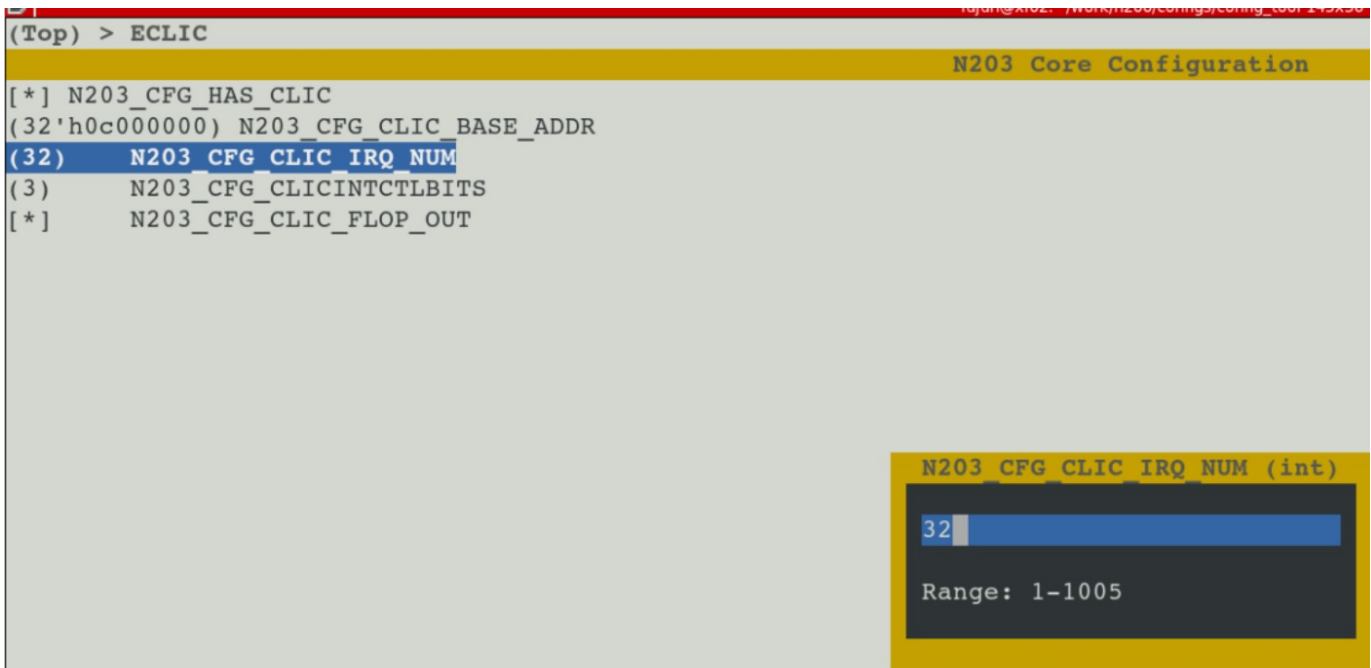 (Top) > ECLIC
N203 Core Configuration
[*] N203_CFG_HAS_CLIC
(32'h0c000000) N203_CFG_CLIC_BASE_ADDR
(32) N203_CFG_CLIC_IRQ_NUM
(3) N203_CFG_CLICINTCTLBITS
[*] N203_CFG_CLIC_FLOP_OUT
N203_CFG_CLIC_IRQ_NUM (int)
32
Range: 1-1005